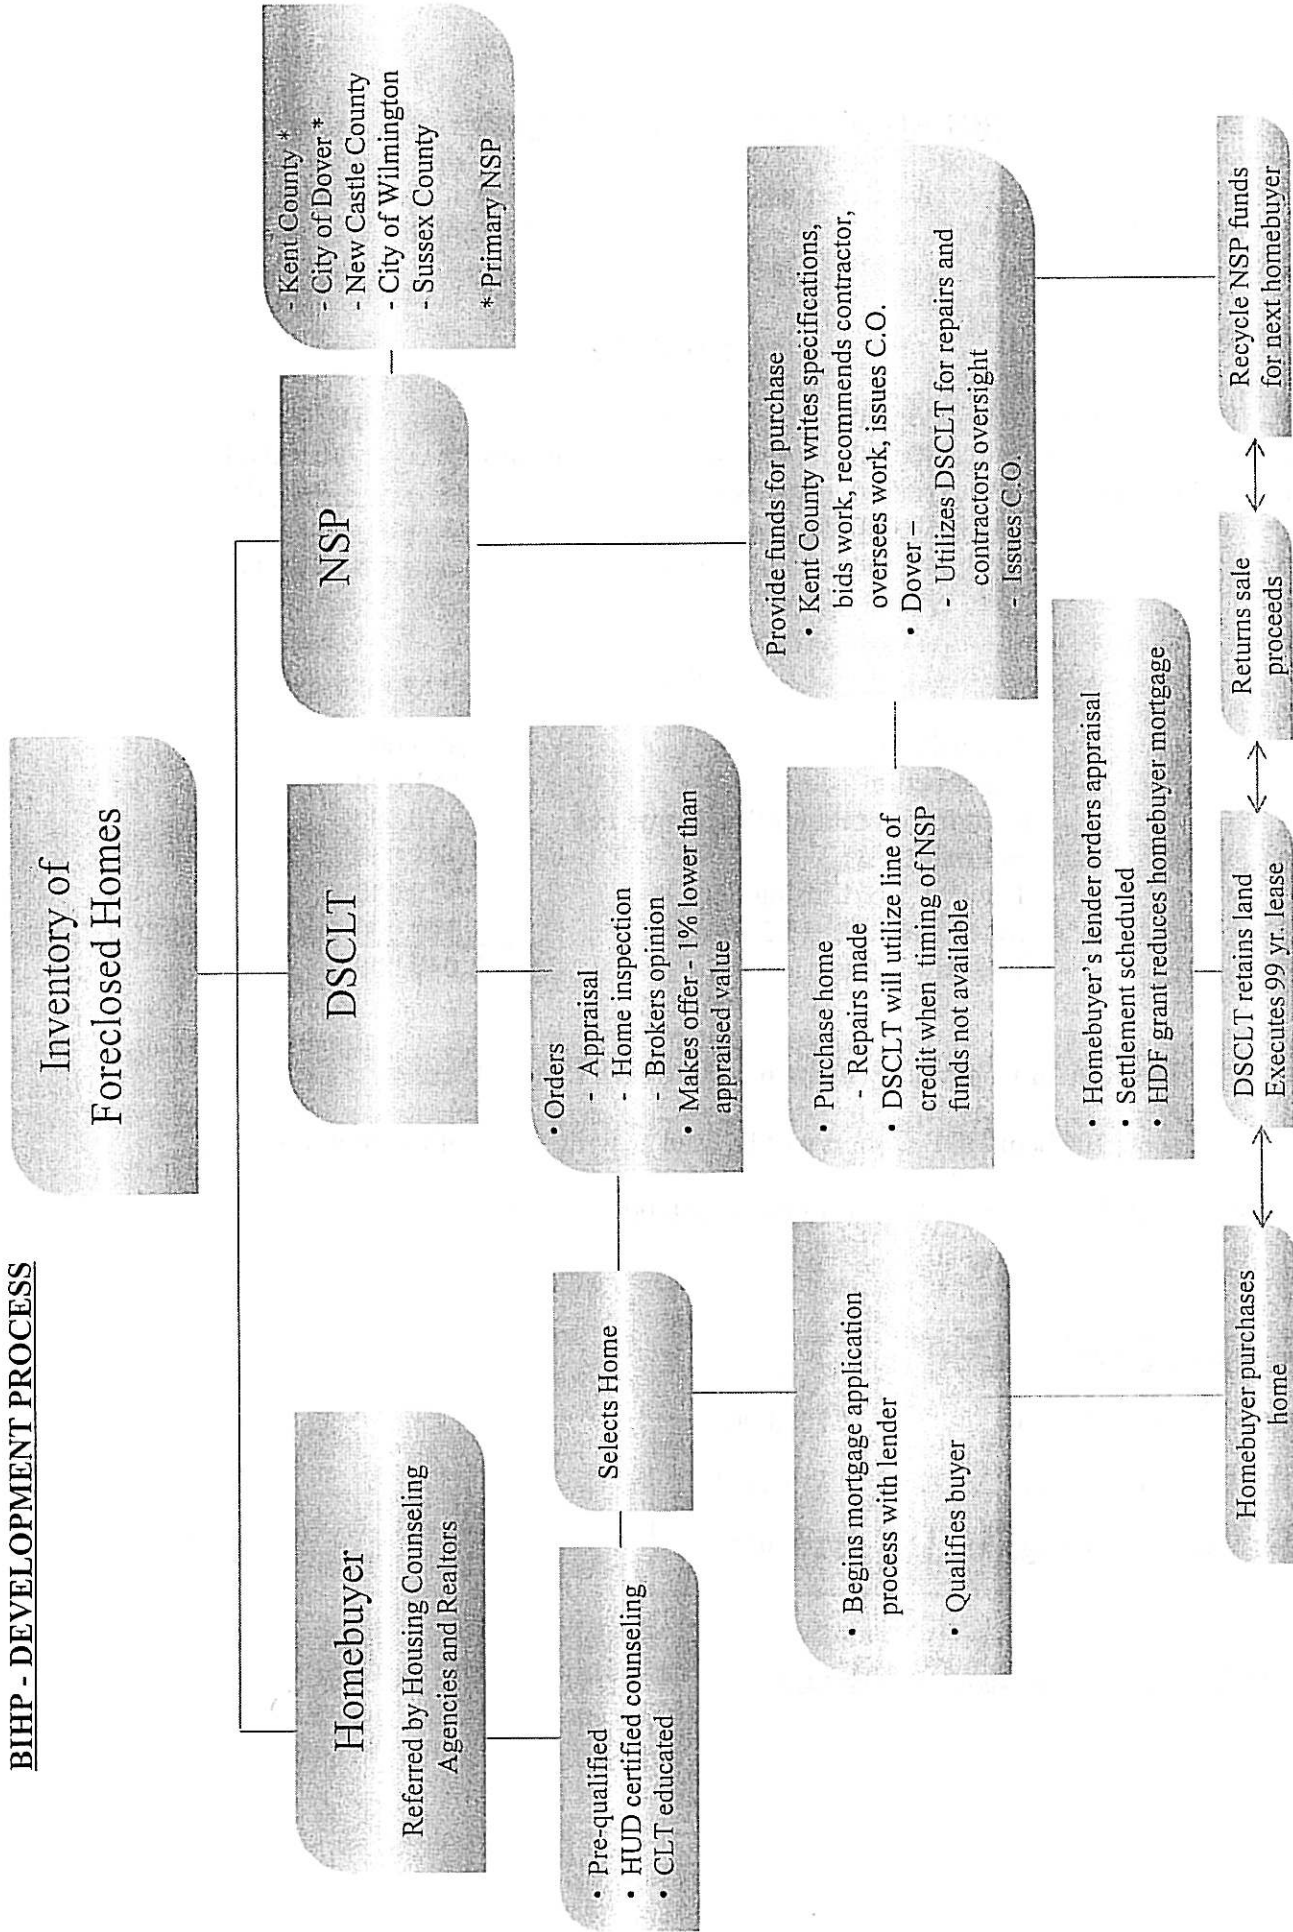 BIHP - DEVELOPMENT PROCESS
Inventory of
Foreclosed Homes
Homebuyer
Referred by Housing Counseling
Agencies and Realtors
DSCLT
NSP
- Kent County *
- City of Dover *
- New Castle County
- City of Wilmington
- Sussex County
* Primary NSP
• Pre-qualified
• HUD certified counseling
• CLT educated
Selects Home
• Orders
- Appraisal
- Home inspection
- Brokers opinion
• Makes offer - 1% lower than
appraised value
• Begins mortgage application
process with lender
• Qualifies buyer
• Purchase home
- Repairs made
• DSCLT will utilize line of
credit when timing of NSP
funds not available
Provide funds for purchase
• Kent County writes specifications,
bids work, recommends contractor,
oversees work, issues C.O.
• Dover –
- Utilizes DSCLT for repairs and
contractors oversight
- Issues C.O.
• Homebuyer's lender orders appraisal
• Settlement scheduled
• HDF grant reduces homebuyer mortgage
Homebuyer purchases
home
DSCLT retains land
Executes 99 yr. lease
Returns sale
proceeds
Recycle NSP funds
for next homebuyer